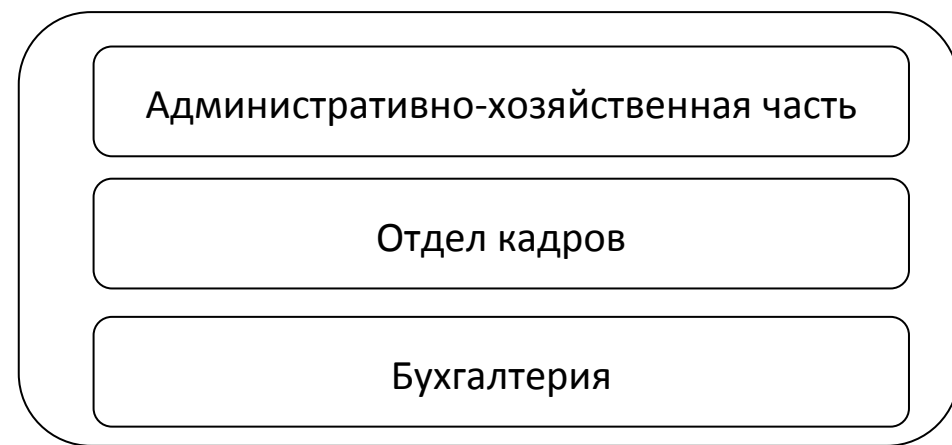 Административно-хозяйственная часть
Отдел кадров
Бухгалтерия